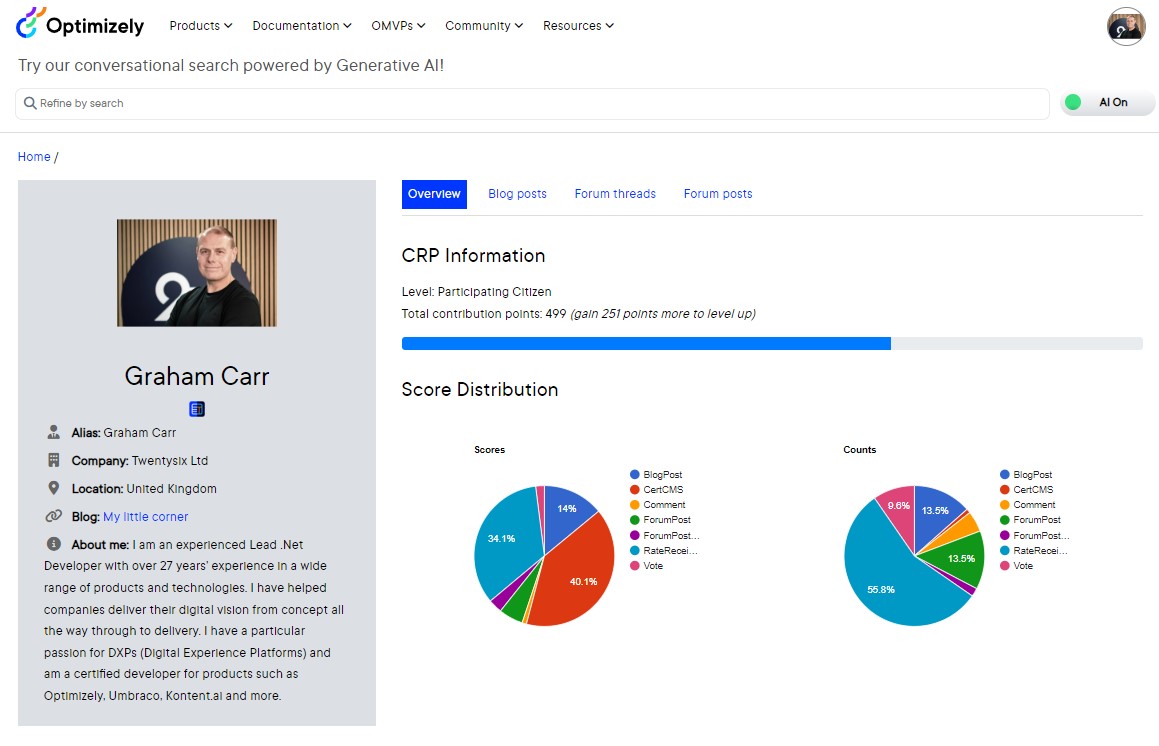 Optimizely Products Documentation OMVPs Community Resources
Try our conversational search powered by Generative AI!
Refine by search
AI On
Home /
Graham Carr
Alias: Graham Carr
Company: Twentysix Ltd
Location: United Kingdom
Blog: My little corner
About me: I am an experienced Lead .Net
Developer with over 27 years' experience in a wide
range of products and technologies. I have helped
companies deliver their digital vision from concept all
the way through to delivery. I have a particular
passion for DXPs (Digital Experience Platforms) and
am a certified developer for products such as
Optimizely, Umbraco, Kontent.ai and more.
Overview Blog posts Forum threads Forum posts
CRP Information
Level: Participating Citizen
Total contribution points: 499 (gain 251 points more to level up)
Score Distribution
Scores
14%
40.1%
34.1%
BlogPost
CertCMS
Comment
ForumPost
ForumPost...
RateRecei...
Vote
Counts
13.5%
13.5%
55.8%
9.6%
BlogPost
CertCMS
Comment
ForumPost
ForumPost...
RateRecei...
Vote